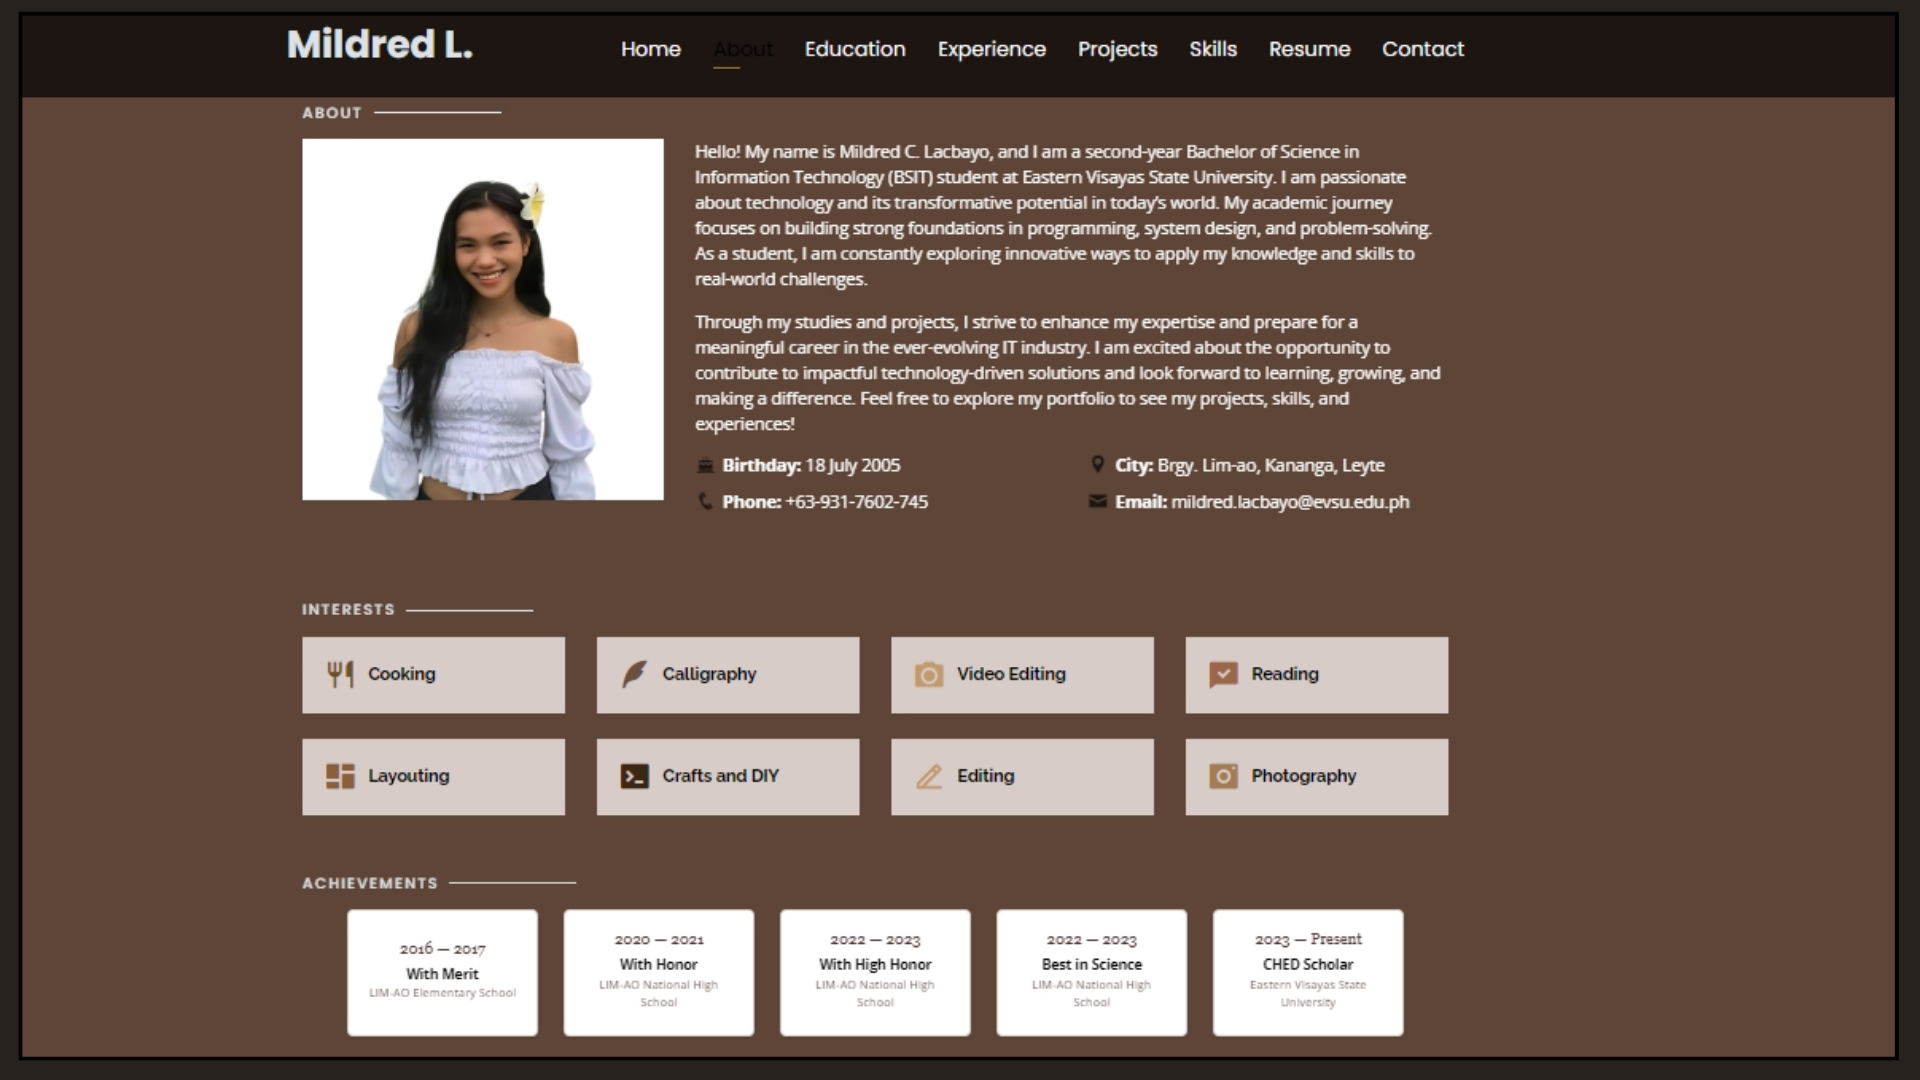 Mildred L.
Home About Education Experience Projects Skills Resume Contact
ABOUT
Hello! My name is Mildred C. Lacbayo, and I am a second-year Bachelor of Science in
Information Technology (BSIT) student at Eastern Visayas State University. I am passionate
about technology and its transformative potential in today's world. My academic journey
focuses on building strong foundations in programming, system design, and problem-solving.
As a student, I am constantly exploring innovative ways to apply my knowledge and skills to
real-world challenges.
Through my studies and projects, I strive to enhance my expertise and prepare for a
meaningful career in the ever-evolving IT industry. I am excited about the opportunity to
contribute to impactful technology-driven solutions and look forward to learning, growing, and
making a difference. Feel free to explore my portfolio to see my projects, skills, and
experiences!
Birthday: 18 July 2005
City: Brgy. Lim-ao, Kananga, Leyte
Phone: +63-931-7602-745
Email: mildred.lacbayo@evsu.edu.ph
INTERESTS
Cooking
Calligraphy
Video Editing
Reading
Layouting
Crafts and DIY
Editing
Photography
ACHIEVEMENTS
2016 — 2017
With Merit
LIM-AO Elementary School
2020 — 2021
With Honor
LIM-AO National High
School
2022 — 2023
With High Honor
LIM-AO National High
School
2022 — 2023
Best in Science
LIM-AO National High
School
2023 — Present
CHED Scholar
Eastern Visayas State
University